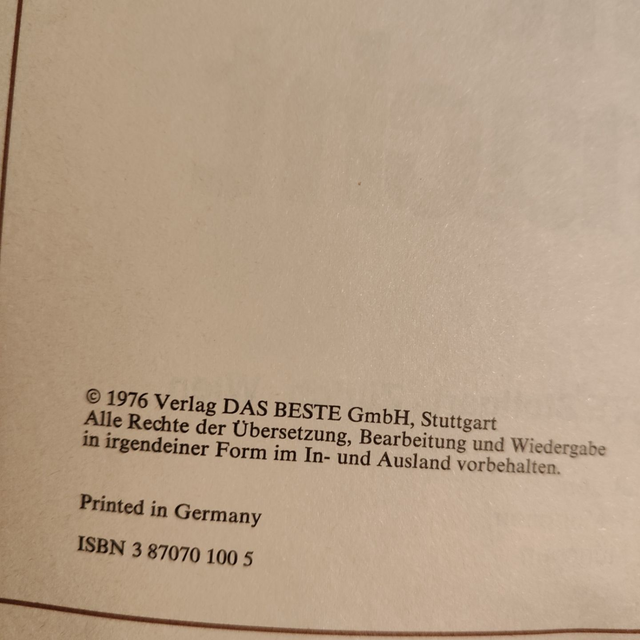 © 1976 Verlag DAS BESTE GmbH, Stuttgart
Alle Rechte der Übersetzung, Bearbeitung und Wiedergabe
in irgendeiner Form im In- und Ausland vorbehalten.
Printed in Germany
ISBN 3 87070 100 5